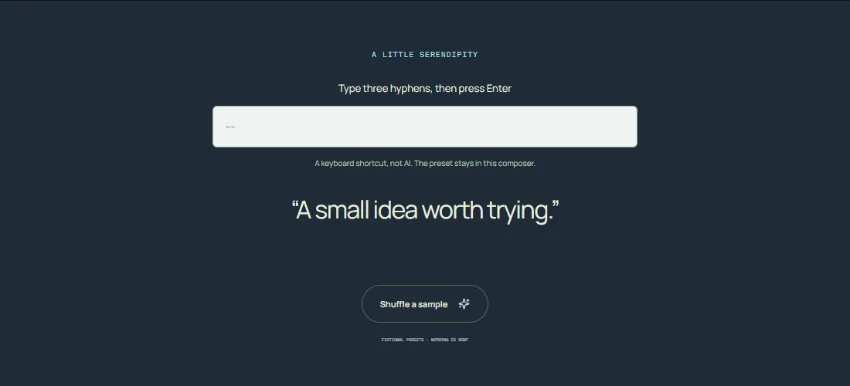 A LITTLE SERENDIPITY
Type three hyphens, then press Enter
---
A keyboard shortcut, not AI. The preset stays in this composer.
“A small idea worth trying.”
Shuffle a sample
FICTIONAL PRESETS · NOTHING IS SENT